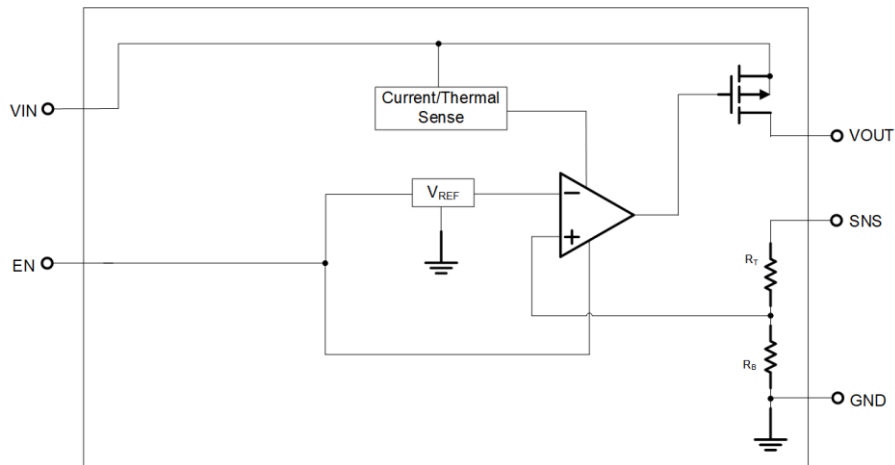 Current/Thermal
Sense
VIN
VOUT
VREF
SNS
EN
RT
RB
GND